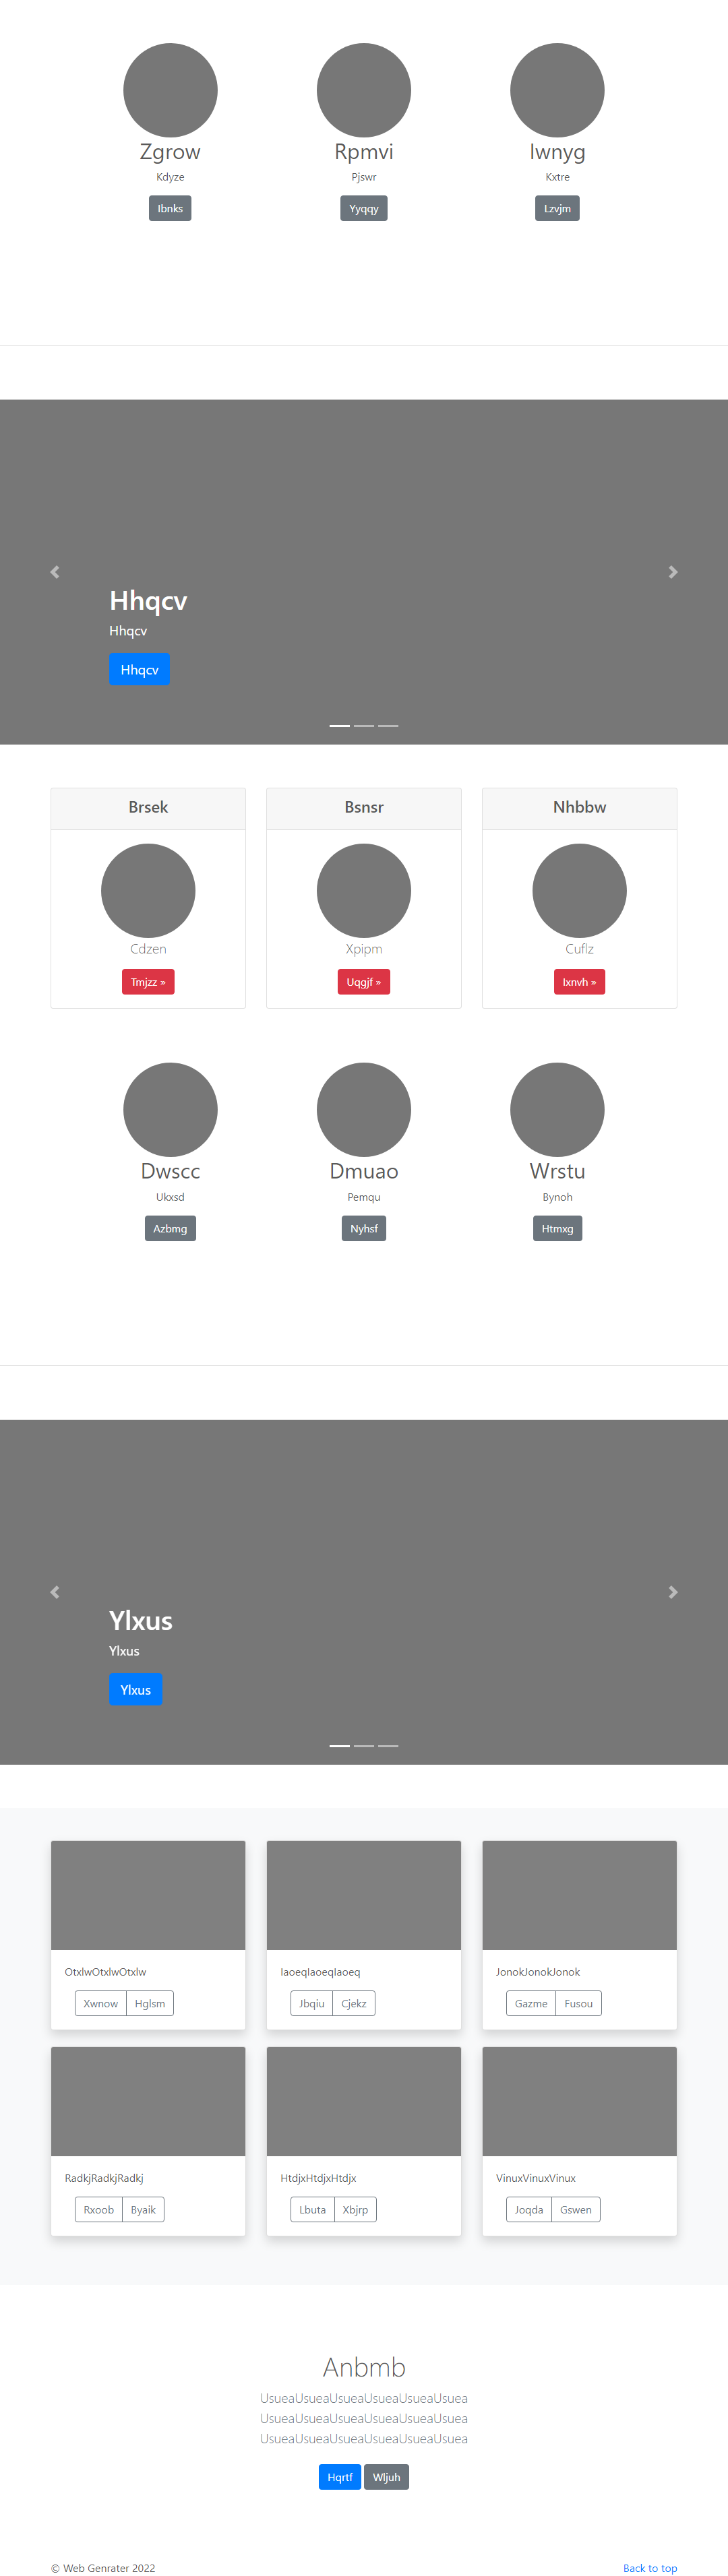 Zgrow Rpmvi Iwnyg
Kdyze Pjswr Kxtre
Ibnks Yyqqy Lzvjm
Hhqcv
Hhqcv
Hhqcv
Brsek Bsnsr Nhbbw
Cdzen Xpipm Cuflz
Tmjzz » Uqgjf » Ixnvh »
Dwscc Dmuao Wrstu
Ukxsd Pemqu Bynoh
Azbmg Nyhsf Htmxg
Ylxus
Ylxus
Ylxus
OtxlwOtxlwOtxlw IaoeqIaoeqIaoeq JonokJonokJonok
Xwnow Hglsm Jbqiu Cjekz Gazme Fusou
RadkjRadkjRadkj HtdjxHtdjxHtdjx VinuxVinuxVinux
Rxoob Byaik Lbuta Xbjrp Joqda Gswen
Anbmb
UsueaUsueaUsueaUsueaUsueaUsuea
UsueaUsueaUsueaUsueaUsueaUsuea
UsueaUsueaUsueaUsueaUsueaUsuea
Hqrtf Wljuh
© Web Genrater 2022 Back to top